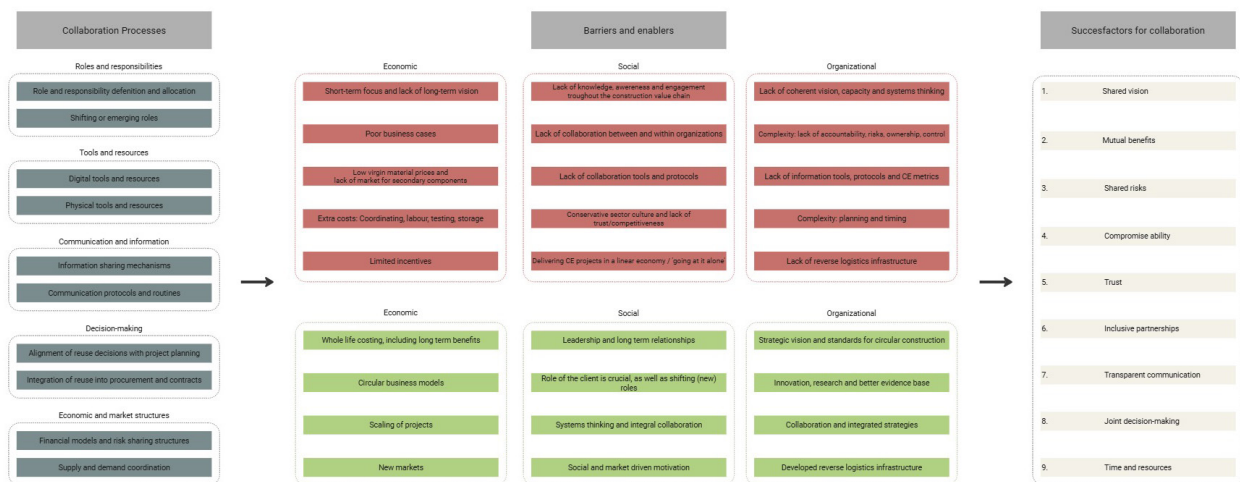 Collaboration Processes
Roles and responsibilities
Role and responsibility defenition and allocation
Shifting or emerging roles
Tools and resources
Digital tools and resources
Physical tools and resources
Communication and information
Information sharing mechanisms
Communication protocols and routines
Decision-making
Alignment of reuse decisions with project planning
Integration of reuse into procurement and contracts
Economic and market structures
Financial models and risk sharing structures
Supply and demand coordination
Barriers and enablers
Economic
Short-term focus and lack of long-term vision
Poor business cases
Low virgin material prices and
lack of market for secondary components
Extra costs: Coordinating, labour, testing, storage
Limited incentives
Social
Lack of knowledge, awereness and engagement
troughout the construction value chain
Lack of collaboration between and within organizations
Lack of collaboration tools and protocols
Conservative sector culture and lack of
trust/competitiveness
Delivering CE projects in a linear economy / 'going at it alone
Organizational
Lack of coherent vision, capacity and systems thinking
Complexity: lack of accountability, risks, ownership, control
Lack of information tools, protocols and CE metrics
Complexity: planning and timing
Lack of reverse logistics infrastructure
Economic
Whole life costing, including long term benefits
Circular business models
Scaling of projects
New markets
Social
Leadership and long term relationships
Role of the client is crucial, as well as shifting (new)
roles
Systems thinking and integral collaboration
Social and market driven motivation
Organizational
Strategic vision and standards for circular construction
Innovation, research and better evidence base
Collaboration and integrated strategies
Developed reverse logistics infrastructure
Succesfactors for collaboration
1. Shared vision
2. Mutual benefits
3. Shared risks
4. Compromise ability
5. Trust
6. Inclusive partnerships
7. Transparent communication
8. Joint decision-making
9. Time and resources